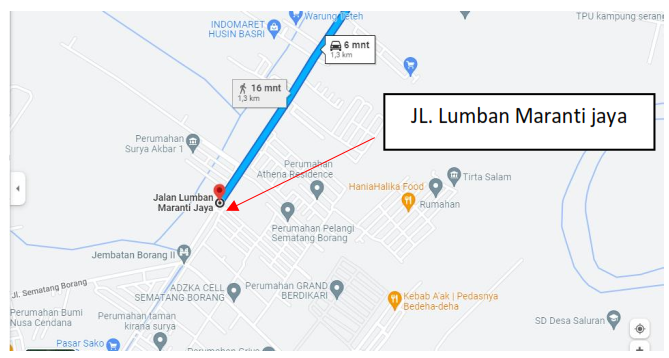 INDOMARET
HUSIN BASRI
Warung
TPU kampung serang
6 mnt
1,3 km
16 mnt
1,3 km
JL. Lumban Maranti jaya
Perumahan
Surya Akbar 1
Perumahan
Athena Residence
Tirta Salam
HaniaHalika Food
Rumahan
Jalan Lumban
Maranti Jaya
Perumahan Pelangi
Sematang Borang
Jembatan Borang II
Jl. Sematang Borang
ADZKA CELL
SEMATANG BORANG
Perumahan GRAND
BERDIKARI
Kebab A'ak | Pedasnya
Bedeha-deha
Perumahan Bumi
Nusa Cendana
Perumahan taman
kirana surya
SD Desa Saluran
Pasar Sako
Perumahan Griya